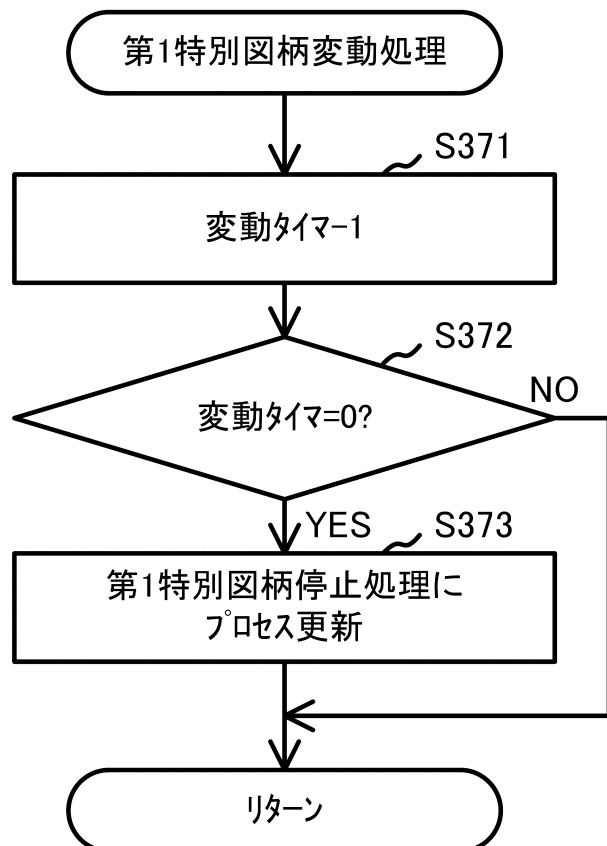 第1特別図柄変動処理
S371
変動ﾀｲﾏ-1
S372
変動ﾀｲﾏ=0?
NO
YES
S373
第1特別図柄停止処理に
ﾌﾟﾛｾｽ更新
ﾘﾀｰﾝ